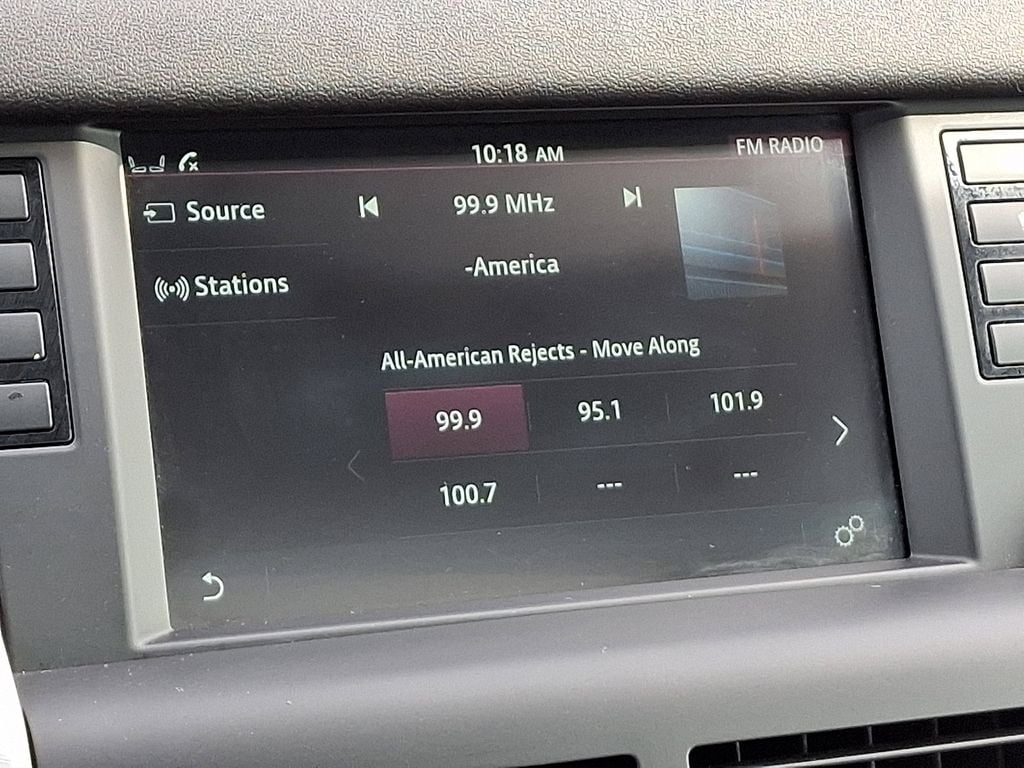 10:18 AM
FM RADIO
Source
99.9 MHz
Stations
-America
All-American Rejects - Move Along
99.9
95.1
101.9
100.7
---
---